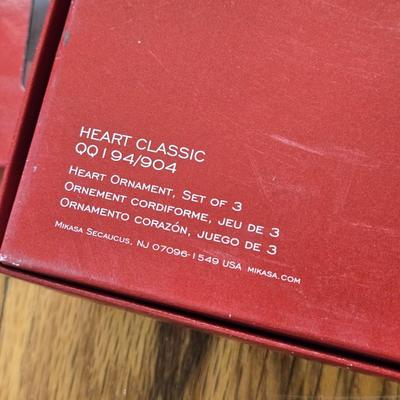 HEART CLASSIC
QQ194/904
HEART ORNAMENT, SET OF 3
ORNEMENT CORDIFORME, JEU DE 3
ORNAMENTO CORAZÓN, JUEGO DE 3
MIKASA SECAUCUS, NJ 07096-1549 USA MIKASA.COM